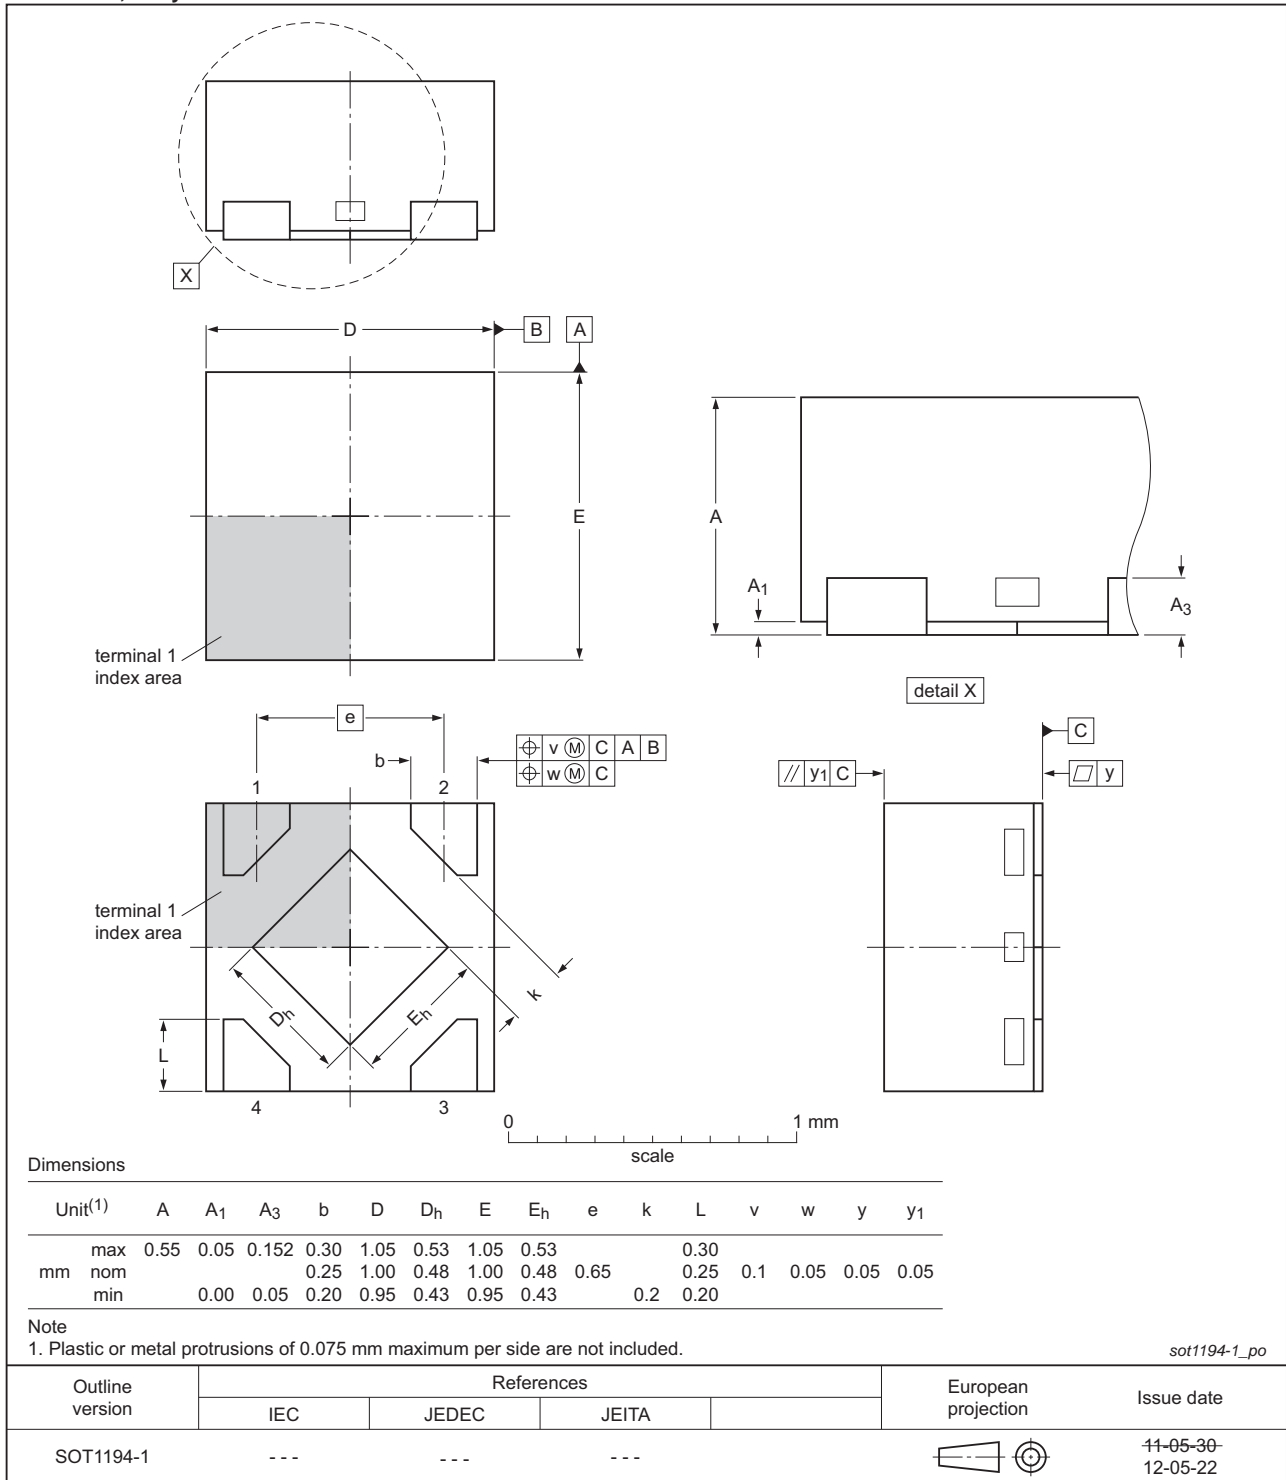 X
D
B
A
E
terminal 1
index area
A
A1
A3
detail X
e
b
v M C A B
w M C
1
2
terminal 1
index area
Dh
Eh
k
L
4
3
C
// y1 C
y
0
1 mm
scale
Dimensions
Unit(1) A A1 A3 b D Dh E Eh e k L v w y y1
max 0.55 0.05 0.152 0.30 1.05 0.53 1.05 0.53 0.30
mm nom 0.25 1.00 0.48 1.00 0.48 0.65 0.25 0.1 0.05 0.05 0.05
min 0.00 0.05 0.20 0.95 0.43 0.95 0.43 0.2 0.20
Note
1. Plastic or metal protrusions of 0.075 mm maximum per side are not included.
sot1194-1_po
Outline version
References
European projection
Issue date
IEC JEDEC JEITA
SOT1194-1 - - - - - - - - -
11-05-30
12-05-22